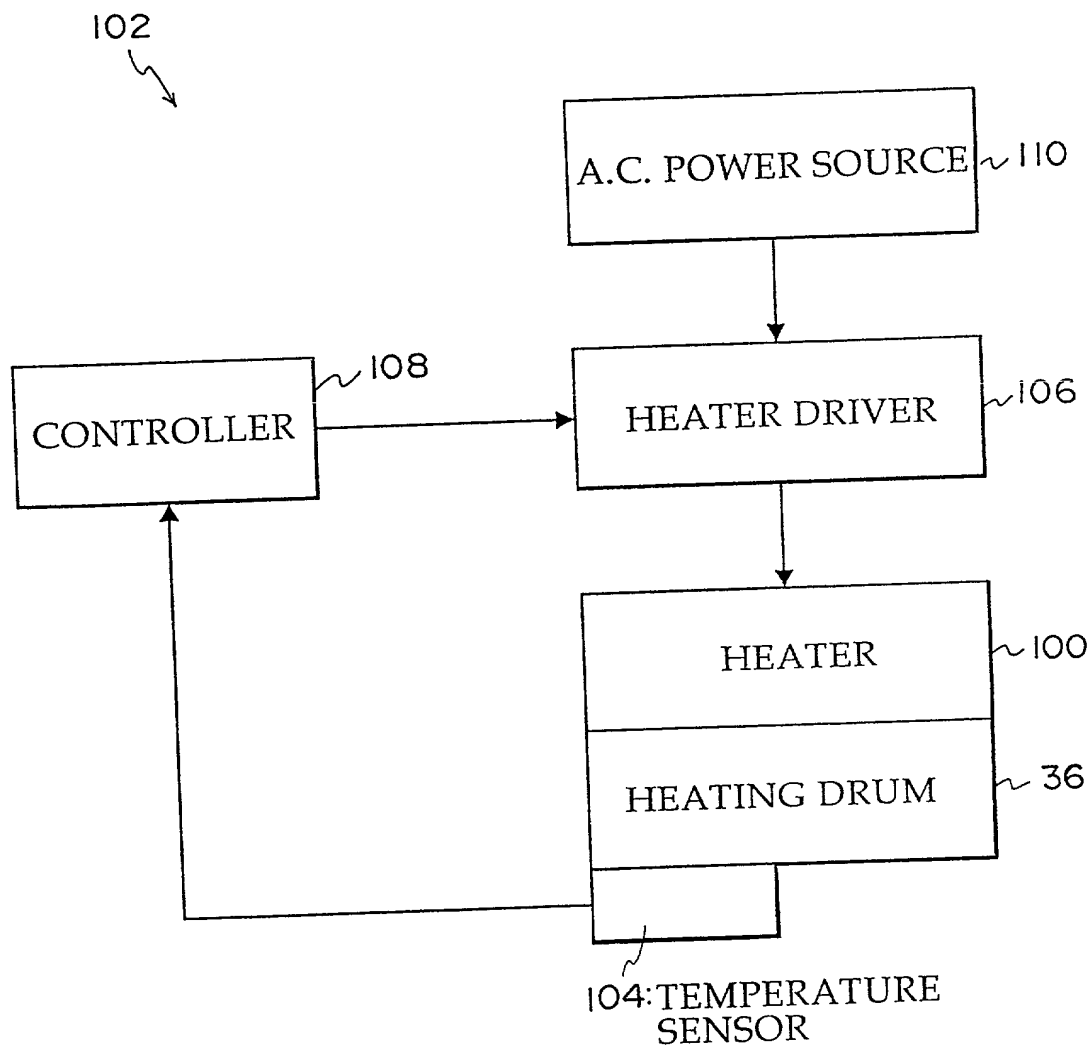 102
A.C. POWER SOURCE
110
108
CONTROLLER
HEATER DRIVER
106
HEATER
100
HEATING DRUM
36
104:TEMPERATURE
SENSOR